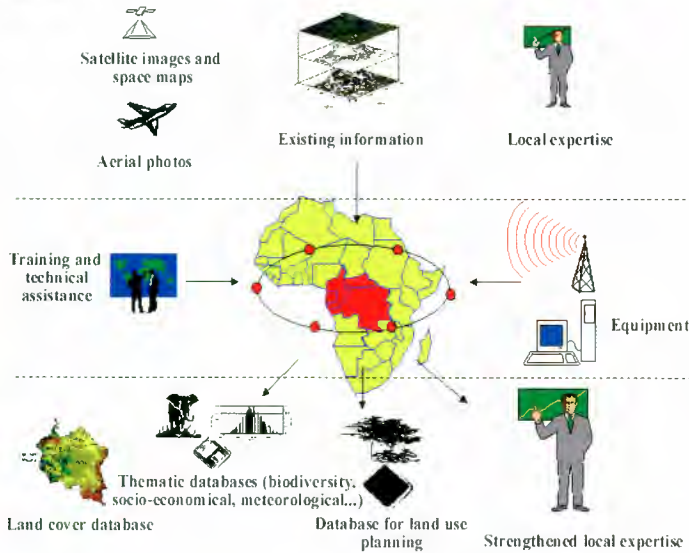 Satellite images and
space maps
Aerial photos
Existing information
Local expertise
Training and
technical
assistance
Equipment
Land cover database
Thematic databases (biodiversity,
socio-economical, meteorological...)
Database for land use
planning
Strengthened local expertise